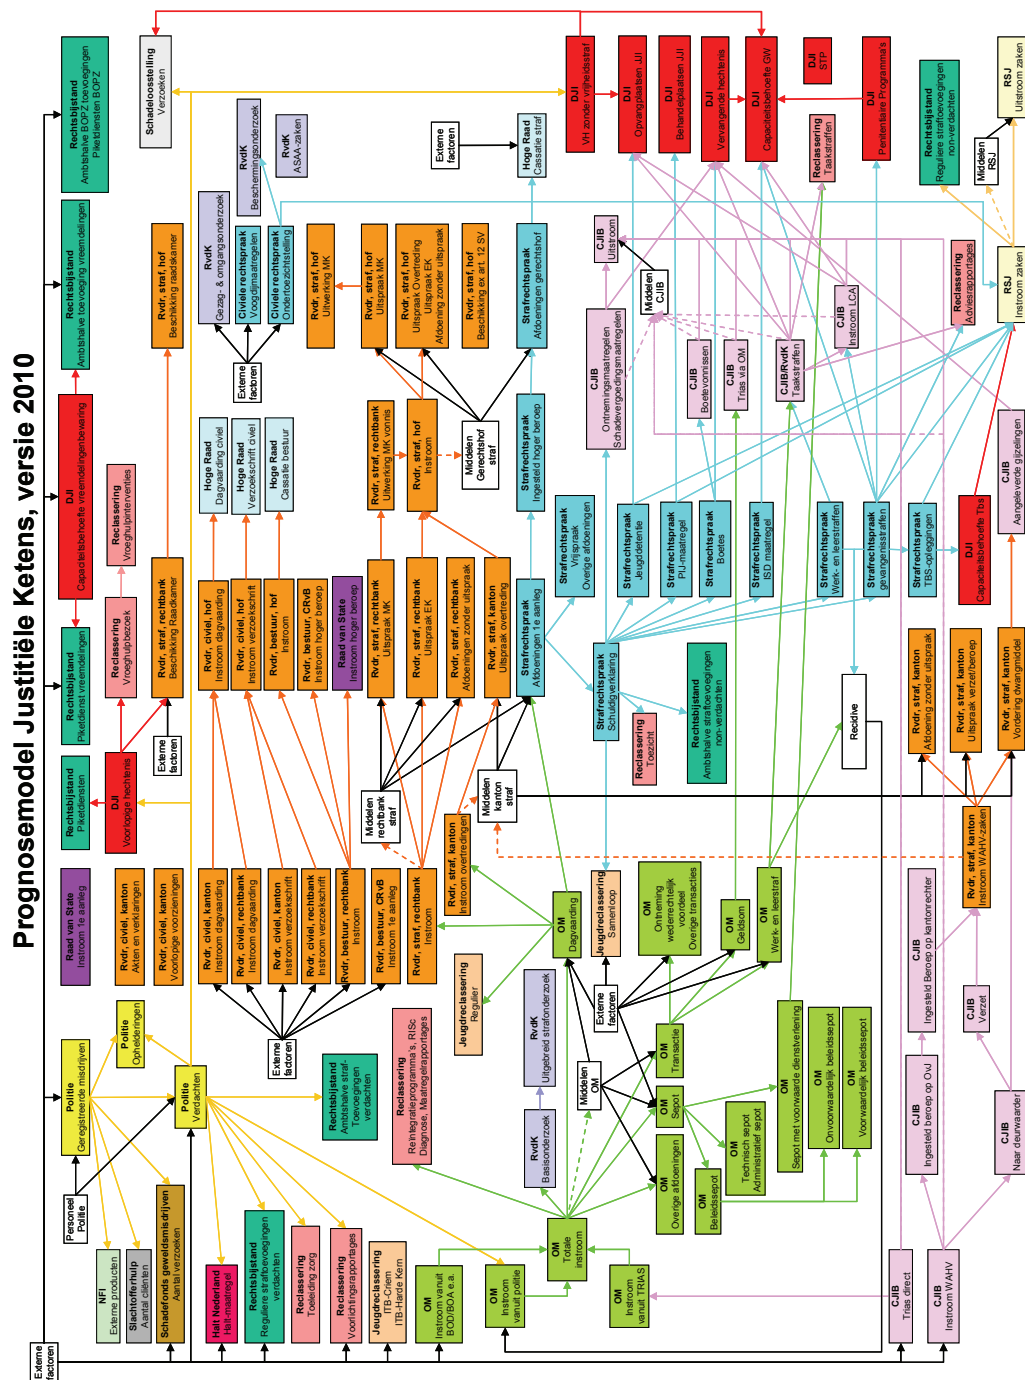 Prognosemodel Justitiële Ketens, versie 2010
Externe
factoren
NFI
Externe producten
Slachtofferhulp
Aantal cliënten
Schadefonds geweldsmisdrijven
Aantal verzoeken
Halt Nederland
Halt-maatregel
Rechtsbijstand
Reguliere straftoevoegingen
verdachten
Reclassering
Toeleiding zorg
Reclassering
Voorlichtingsrapportages
Jeugdreclassering
ITB-Criem
ITB-Harde Kern
OM
Instroom vanuit
BOD/BOA e.a.
OM
Instroom
vanuit politie
OM
Instroom
vanuit TRIAS
CJIB
Trias direct
CJIB
Instroom WAHV
Personeel
Politie
Politie
Geregistreerde misdrijven
Politie
Ophelderingen
Politie
Verdachten
Externe
factoren
Rechtsbijstand
Ambtshalve straf-
Toevoegingen
verdachten
Reclassering
Reïntegratieprogramma's, RISc
Diagnose, Maatregelrapportages
Jeugdreclassering
Regulier
RvdK
Basisonderzoek
RvdK
Uitgebreid strafonderzoek
OM
Totale
instroom
Middelen
OM
Externe
factoren
OM
Overige afdoeningen
OM
Sepot
OM
Transactie
OM
Beleidssepot
OM
Technisch sepot
Administratief sepot
OM
Sepot met voorwaarde dienstverlening
OM
Onvoorwaardelijk beleidssepot
OM
Voorwaardelijk beleidssepot
OM
Dagvaarding
Jeugdreclassering
Samenloop
OM
Ontneming
wederrechtelijk
voordeel
Overige transacties
OM
Geldsom
OM
Werk- en leerstraf
CJIB
Ingesteld beroep op OvJ
CJIB
Ingesteld Beroep op kantonrechter
CJIB
Naar deurwaarder
CJIB
Verzet
Raad van State
Instroom 1e aanleg
Rvdr, civiel, kanton
Akten en verklaringen
Rvdr, civiel, kanton
Voorlopige voorzieningen
Rvdr, civiel, kanton
Instroom dagvaarding
Rvdr, civiel, rechtbank
Instroom dagvaarding
Rvdr, civiel, kanton
Instroom verzoekschrift
Rvdr, civiel, rechtbank
Instroom verzoekschrift
Rvdr, bestuur, rechtbank
Instroom
Rvdr, bestuur, CRvB
Instroom 1e aanleg
Rvdr, straf, rechtbank
Instroom
Rvdr, straf, kanton
Instroom overtredingen
Middelen
rechtbank
straf
Middelen
kanton
straf
Rvdr, straf, kanton
Instroom WAHV-zaken
Rechtsbijstand
Piketdiensten
DJI
Voorlopige hechtenis
Externe
factoren
Rechtsbijstand
Piketdienst vreemdelingen
DJI
Capaciteitsbehoefte vreemdelingenbewaring
Rechtsbijstand
Ambtshalve toevoeging vreemdelingen
Rechtsbijstand
Ambtshalve BOPZ toevoegingen
Piketdiensten BOPZ
Reclassering
Vroeghulpbezoek
Reclassering
Vroeghulpinterventies
Rvdr, straf, rechtbank
Beschikking Raadkamer
Rvdr, straf, hof
Beschikking raadskamer
Rvdr, civiel, hof
Instroom dagvaarding
Rvdr, civiel, hof
Instroom verzoekschrift
Rvdr, bestuur, hof
Instroom
Rvdr, bestuur, CRvB
Instroom hoger beroep
Raad van State
Instroom hoger beroep
Hoge Raad
Dagvaarding civiel
Hoge Raad
Verzoekschrift civiel
Hoge Raad
Cassatie bestuur
Rvdr, straf, rechtbank
Uitspraak MK
Rvdr, straf, rechtbank
Uitspraak EK
Rvdr, straf, rechtbank
Afdoeningen zonder uitspraak
Rvdr, straf, kanton
Uitspraak overtreding
Rvdr, straf, rechtbank
Uitwerking MK vonnis
Rvdr, straf, hof
Instroom
Middelen
Gerechtshof
straf
Strafrechtspraak
Afdoeningen 1e aanleg
Strafrechtspraak
Ingesteld hoger beroep
Strafrechtspraak
Afdoeningen gerechtshof
Hoge Raad
Cassatie straf
Externe
factoren
RvdK
Gezag- & omgangsonderzoek
Externe
factoren
Civiele rechtspraak
Voogdijmaatregelen
Civiele rechtspraak
Ondertoezichtstelling
RvdK
Beschermingsonderzoek
RvdK
ASAA-zaken
Rvdr, straf, hof
Uitwerking MK
Rvdr, straf, hof
Uitspraak MK
Rvdr, straf, hof
Uitspraak Overtreding
Uitspraak EK
Afdoening zonder uitspraak
Rvdr, straf, hof
Beschikking ex art. 12 SV
Schadeloosstelling
Verzoeken
Strafrechtspraak
Vrijspraak
Overige afdoeningen
Strafrechtspraak
Schuldigverklaring
Reclassering
Toezicht
Rechtsbijstand
Ambtshalve straftoevoegingen
non-verdachten
Recidive
Strafrechtspraak
Jeugddetentie
Strafrechtspraak
PIJ-maatregel
Strafrechtspraak
Boetes
Strafrechtspraak
ISD maatregel
Strafrechtspraak
Werk- en leerstraffen
Strafrechtspraak
gevangenisstraffen
Strafrechtspraak
TBS-opleggingen
DJI
Capaciteitsbehoefte Tbs
Rvdr, straf, kanton
Afdoening zonder uitspraak
Rvdr, straf, kanton
Uitspraak verzet/beroep
Rvdr, straf, kanton
Vordering dwangmiddel
CJIB
Aangeleverde gijzelingen
CJIB
Ontnemingsmaatregelen
Schadevergoedingsmaatregelen
CJIB
Uitstroom
Middelen
CJIB
CJIB
Boetevonnissen
CJIB
Trias via OM
CJIB/RvdK
Taakstraffen
CJIB
Instroom LCA
Reclassering
Taakstraffen
Reclassering
Adviesrapportages
DJI
VH zonder vrijheidsstraf
DJI
Opvangplaatsen JJI
DJI
Behandelplaatsen JJI
DJI
Vervangende hechtenis
DJI
Capaciteitsbehoefte GW
DJI
STP
DJI
Penitentiaire Programma's
Rechtsbijstand
Reguliere straftoevoegingen
non-verdachten
RSJ
Instroom zaken
Middelen
RSJ
RSJ
Uitstroom zaken